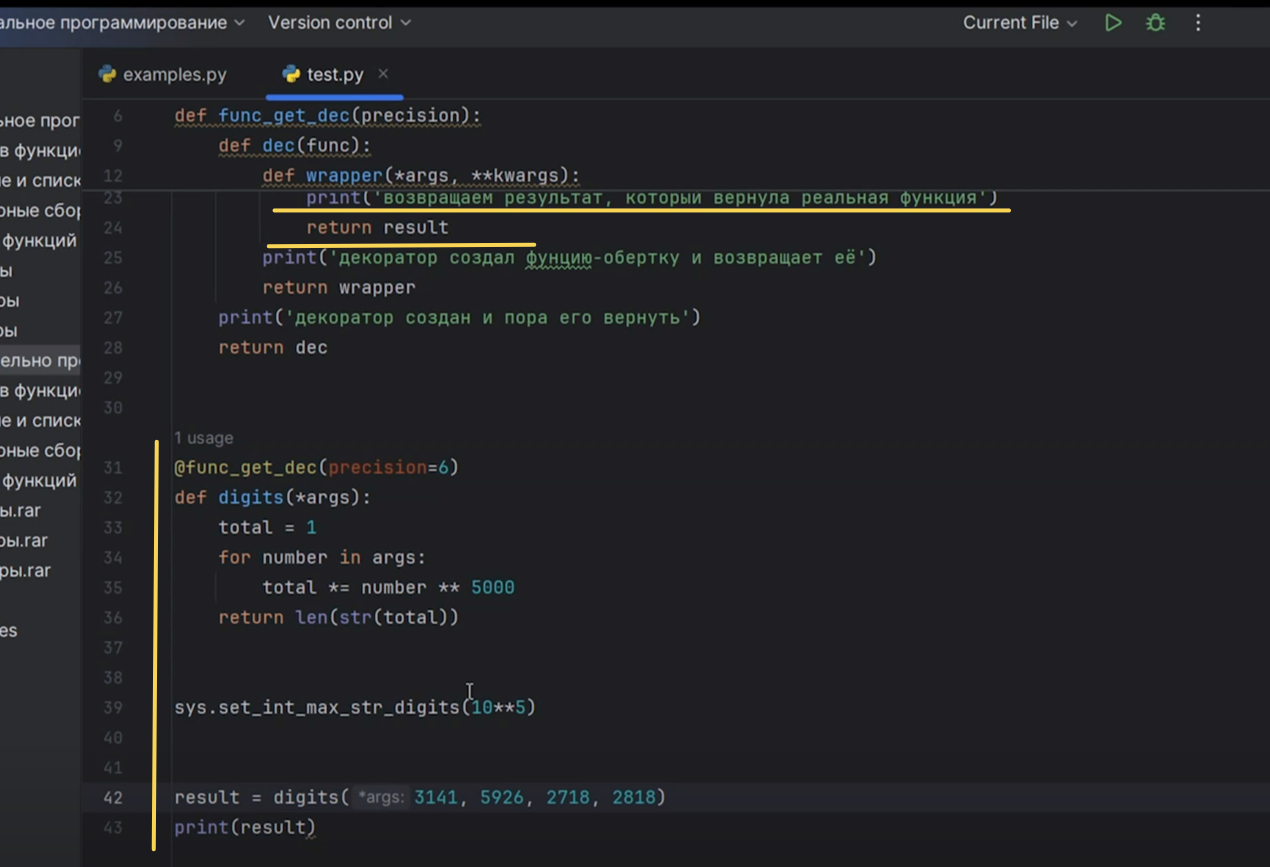 альное программирование Version control Current File
examples.py test.py
ьное прог
в функци
е и списк
рные сбор
функций
ы
ры
ры
ельно пр
в функци
е и списк
рные сбор
функций
ы.rar
ры.rar
ры.rar
es
6 def func_get_dec(precision):
9 def dec(func):
12 def wrapper(*args, **kwargs):
23 print('возвращаем результат, который вернула реальная функция')
24 return result
25 print('декоратор создал фунцию-обертку и возвращает её')
26 return wrapper
27 print('декоратор создан и пора его вернуть')
28 return dec
29
30
1 usage
31 @func_get_dec(precision=6)
32 def digits(*args):
33 total = 1
34 for number in args:
35 total *= number ** 5000
36 return len(str(total))
37
38
39 sys.set_int_max_str_digits(10**5)
40
41
42 result = digits( *args: 3141, 5926, 2718, 2818)
43 print(result)